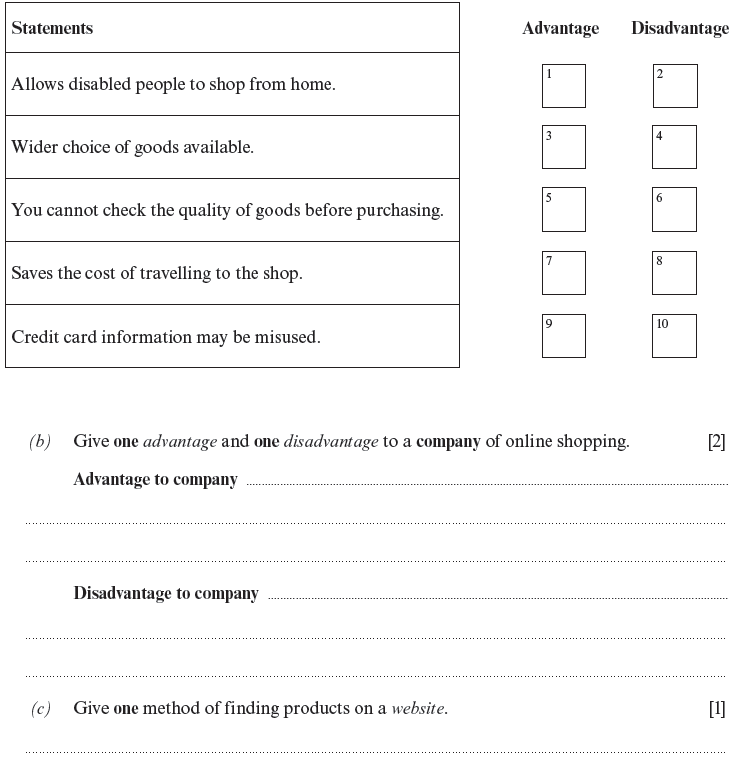 Statements Advantage Disadvantage
Allows disabled people to shop from home. 1 2
Wider choice of goods available. 3 4
You cannot check the quality of goods before purchasing. 5 6
Saves the cost of travelling to the shop. 7 8
Credit card information may be misused. 9 10
(b) Give one advantage and one disadvantage to a company of online shopping. [2]
Advantage to company
Disadvantage to company
(c) Give one method of finding products on a website. [1]